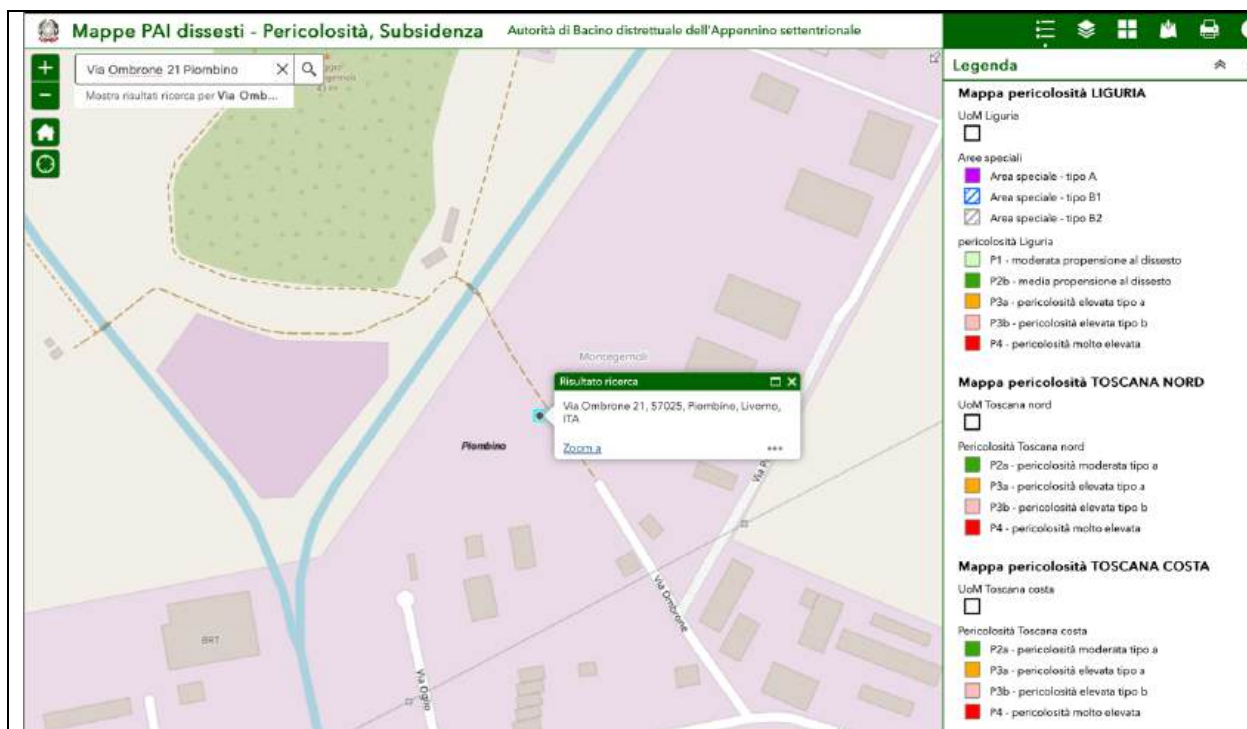 Mappe PAI dissesti - Pericolosità, Subsidenza
Autorità di Bacino distrettuale dell'Appennino settentrionale
Via Ombrone 21 Piombino
Mostra risultati ricerca per Via Omb...
Montegemoli
Risultato ricerca
Via Ombrone 21, 57025, Piombino, Livorno,
ITA
Zoom a
Piombino
Via Ombrone
Via Oglio
BRT
Legenda
Mappa pericolosità LIGURIA
UoM Liguria
Aree speciali
Area speciale - tipo A
Area speciale - tipo B1
Area speciale - tipo B2
pericolosità Liguria
P1 - moderata propensione al dissesto
P2b - media propensione al dissesto
P3a - pericolosità elevata tipo a
P3b - pericolosità elevata tipo b
P4 - pericolosità molto elevata
Mappa pericolosità TOSCANA NORD
UoM Toscana nord
Pericolosità Toscana nord
P2a - pericolosità moderata tipo a
P3a - pericolosità elevata tipo a
P3b - pericolosità elevata tipo b
P4 - pericolosità molto elevata
Mappa pericolosità TOSCANA COSTA
UoM Toscana costa
Pericolosità Toscana costa
P2a - pericolosità moderata tipo a
P3a - pericolosità elevata tipo a
P3b - pericolosità elevata tipo b
P4 - pericolosità molto elevata